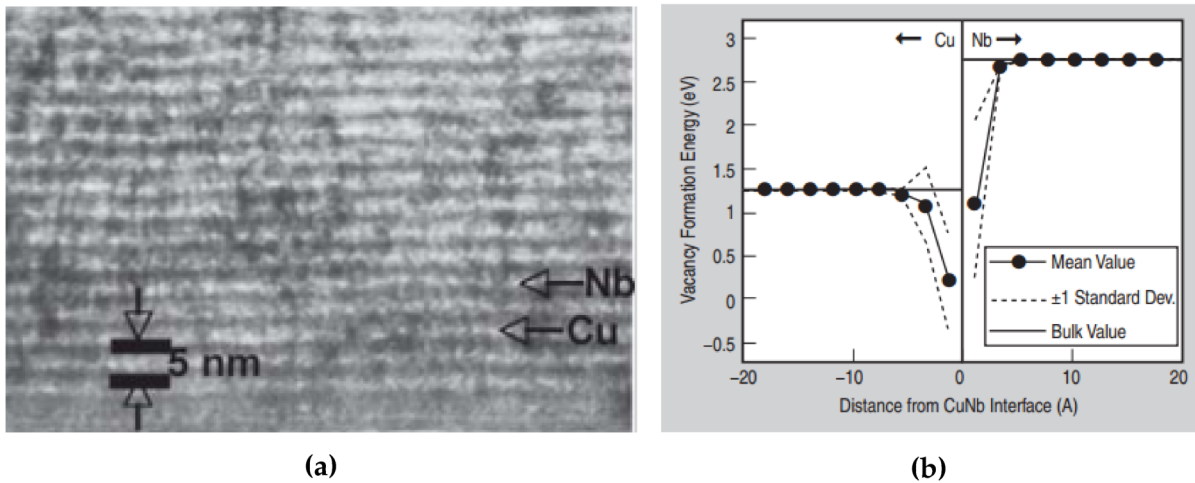 Nb
Cu
5 nm
(a)
3
2.5
2
1.5
1
0.5
0
−0.5
Vacancy Formation Energy (eV)
Cu Nb
Mean Value
±1 Standard Dev.
Bulk Value
−20 −10 0 10 20
Distance from CuNb Interface (A)
(b)